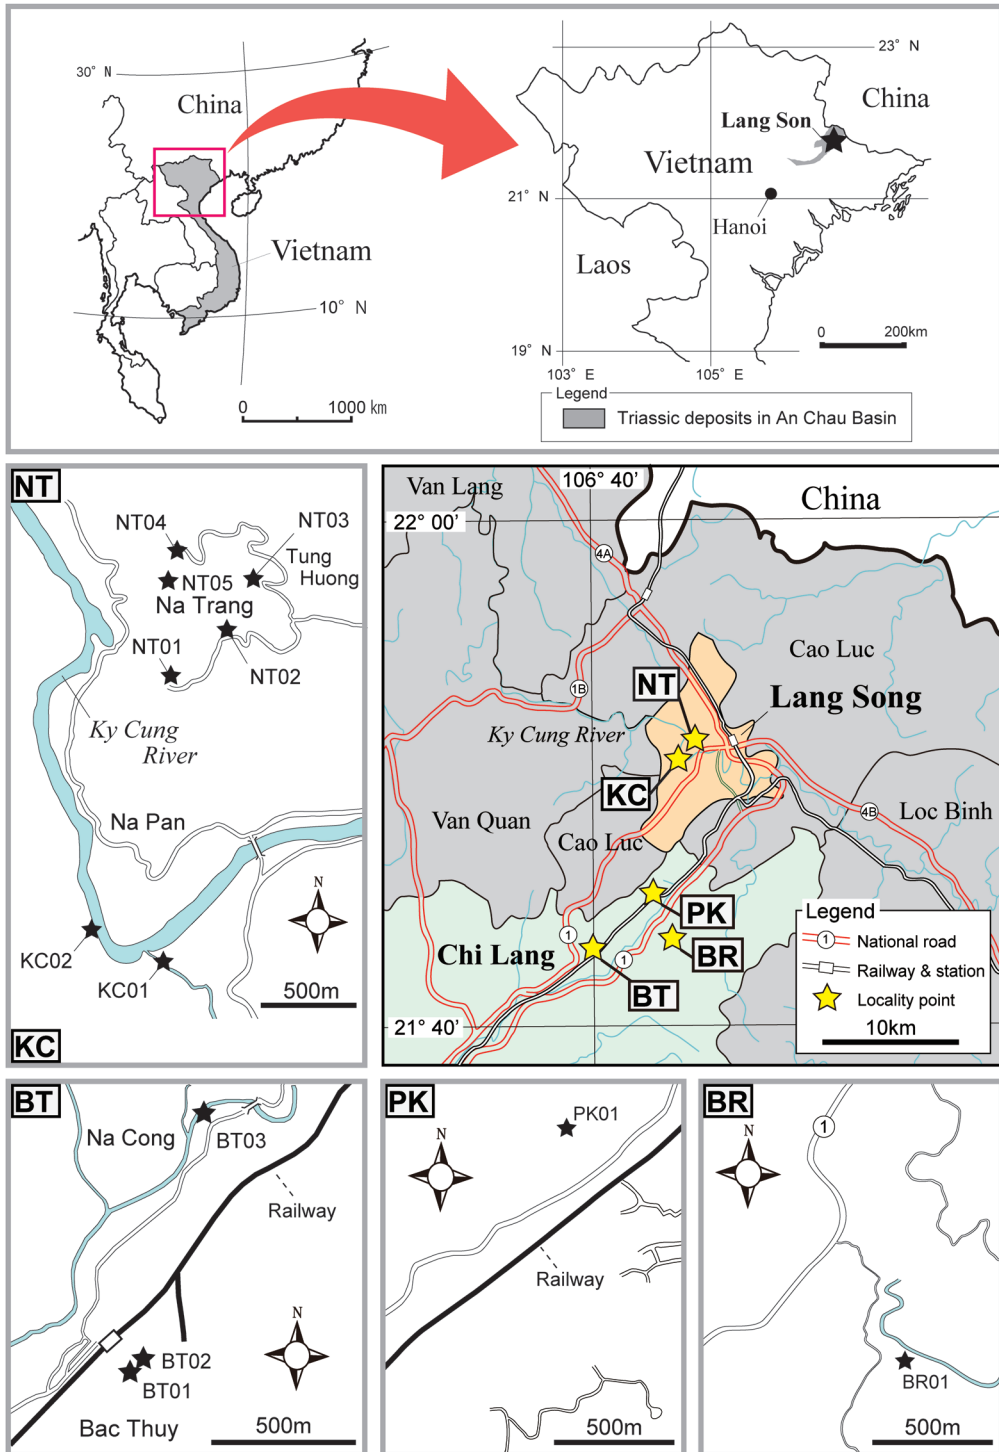 30° N
China
Vietnam
10° N
0 1000 km
23° N
China
Lang Son
Vietnam
21° N
Hanoi
Laos
0 200km
19° N
103° E 105° E
Legend
Triassic deposits in An Chau Basin
NT
NT04
NT03
Tung
Huong
NT05
Na Trang
NT01
NT02
Ky Cung
River
Na Pan
N
KC02
KC01
500m
KC
106° 40'
Van Lang
China
22° 00'
4A
Cao Luc
1B
NT
Lang Song
Ky Cung River
KC
Van Quan
4B
Loc Binh
Cao Luc
PK
1
Chi Lang
BR
1
BT
21° 40'
Legend
1 National road
Railway & station
Locality point
10km
BT
Na Cong
BT03
Railway
N
BT02
BT01
Bac Thuy
500m
PK
PK01
N
Railway
500m
BR
1
N
BR01
500m